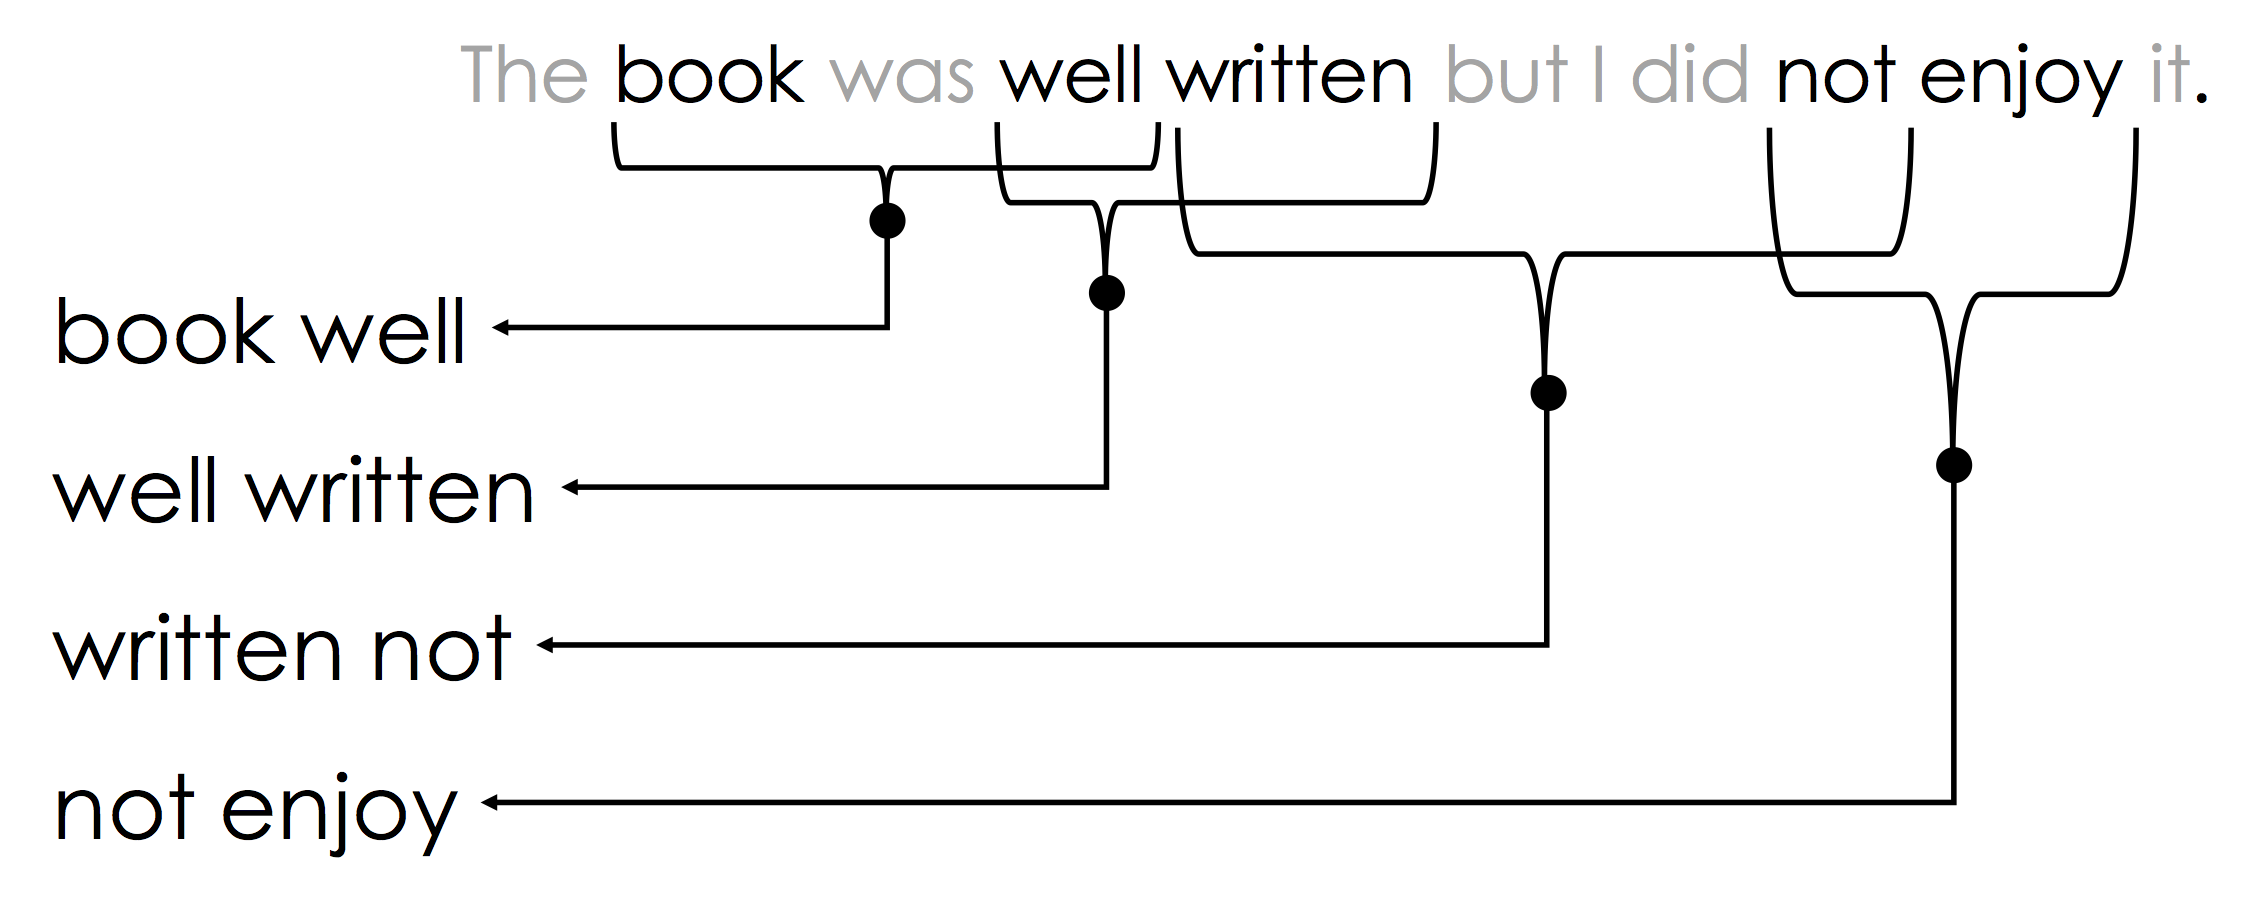 The book was well written but I did not enjoy it.
book well
well written
written not
not enjoy